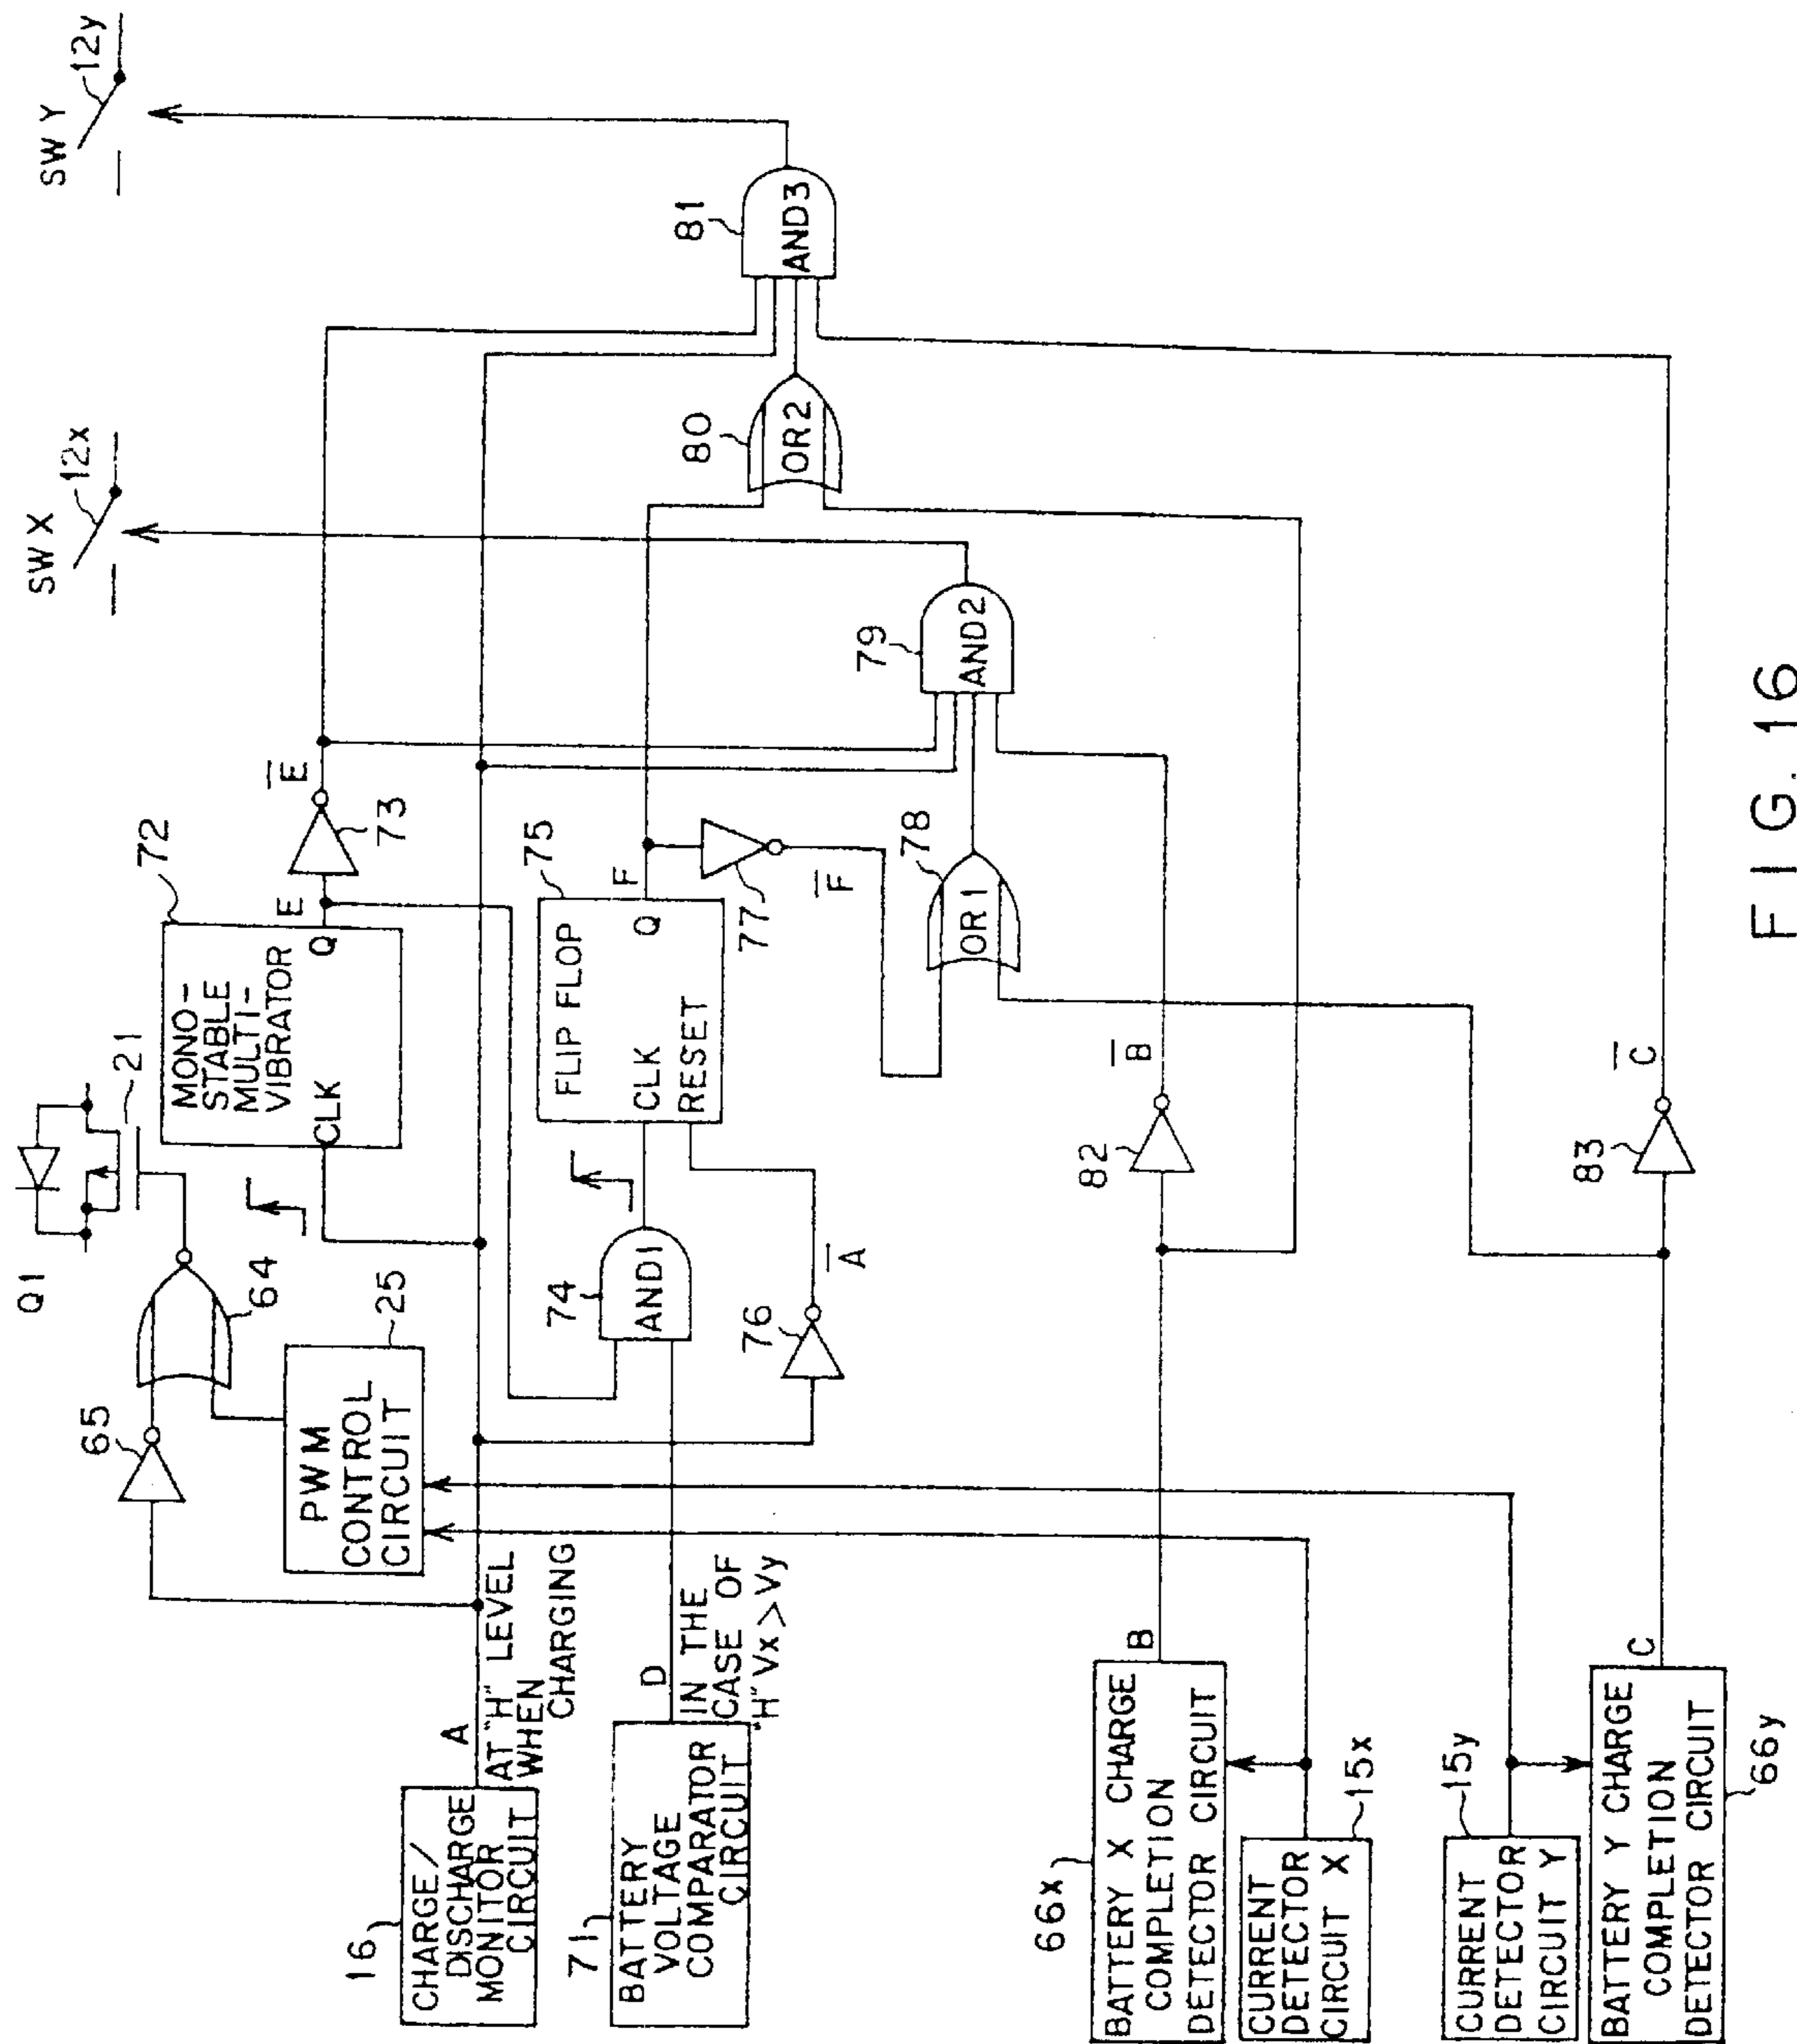 SW Y
12y
SW X
12x
81
AND3
80
OR2
79
AND2
E
73
72
E
MONO-
STABLE
MULTI-
VIBRATOR
Q
CLK
75
F
FLIP FLOP
Q
CLK
RESET
77
F
78
OR 1
B
82
C
83
Q1
21
64
65
25
PWM
CONTROL
CIRCUIT
74
AND1
76
A
16
CHARGE/
DISCHARGE
MONITOR
CIRCUIT
A
AT "H" LEVEL
WHEN
CHARGING
71
BATTERY
VOLTAGE
COMPARATOR
CIRCUIT
D
IN THE
CASE OF
"H" Vx > Vy
66x
BATTERY X CHARGE
COMPLETION
DETECTOR CIRCUIT
B
CURRENT
DETECTOR
CIRCUIT X
15x
CURRENT
DETECTOR
CIRCUIT Y
15y
BATTERY Y CHARGE
COMPLETION
DETECTOR CIRCUIT
C
66y
FIG. 16